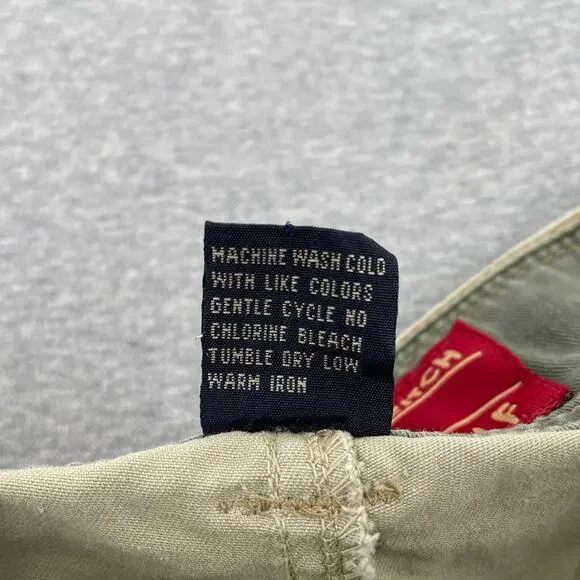 MACHINE WASH COLD
WITH LIKE COLORS
GENTLE CYCLE NO
CHLORINE BLEACH
TUMBLE DRY LOW
WARM IRON